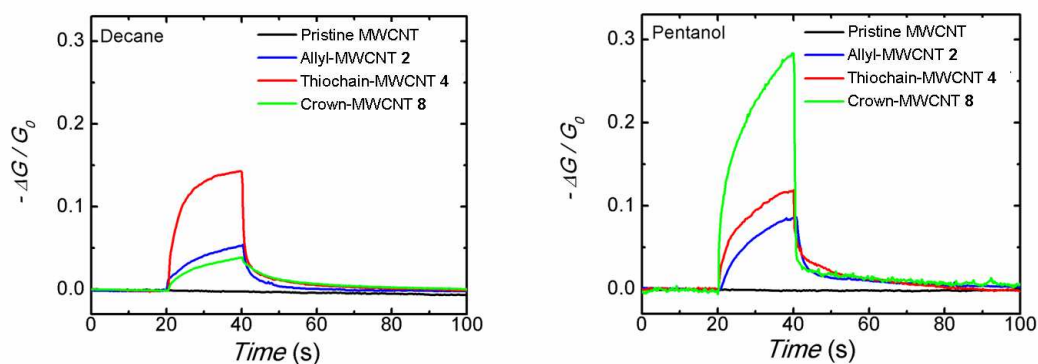 Decane
Pristine MWCNT
Allyl-MWCNT 2
Thiochain-MWCNT 4
Crown-MWCNT 8
0.3
0.2
0.1
0.0
- ΔG / G0
0 20 40 60 80 100
Time (s)
Pentanol
Pristine MWCNT
Allyl-MWCNT 2
Thiochain-MWCNT 4
Crown-MWCNT 8
0.3
0.2
0.1
0.0
- ΔG / G0
0 20 40 60 80 100
Time (s)